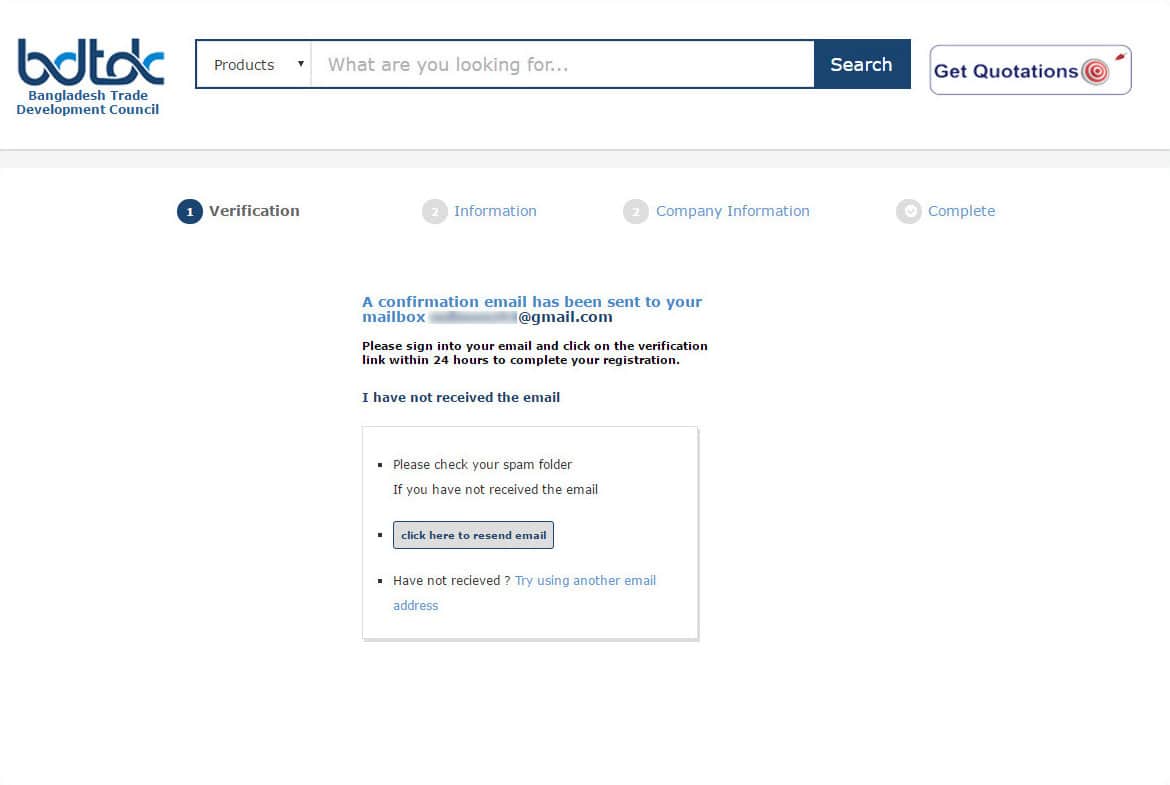 bdtdc
Bangladesh Trade
Development Council
Products
What are you looking for...
Search
Get Quotations
1 Verification
2 Information
2 Company Information
Complete
A confirmation email has been sent to your
mailbox @gmail.com
Please sign into your email and click on the verification
link within 24 hours to complete your registration.
I have not received the email
Please check your spam folder
If you have not received the email
click here to resend email
Have not recieved ? Try using another email
address